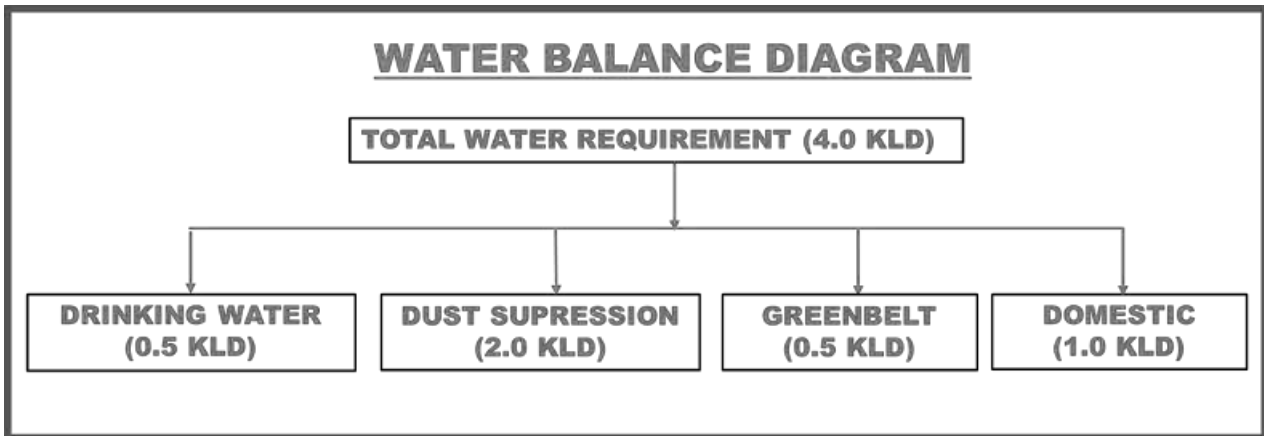 WATER BALANCE DIAGRAM
TOTAL WATER REQUIREMENT (4.0 KLD)
DRINKING WATER
(0.5 KLD)
DUST SUPRESSION
(2.0 KLD)
GREENBELT
(0.5 KLD)
DOMESTIC
(1.0 KLD)